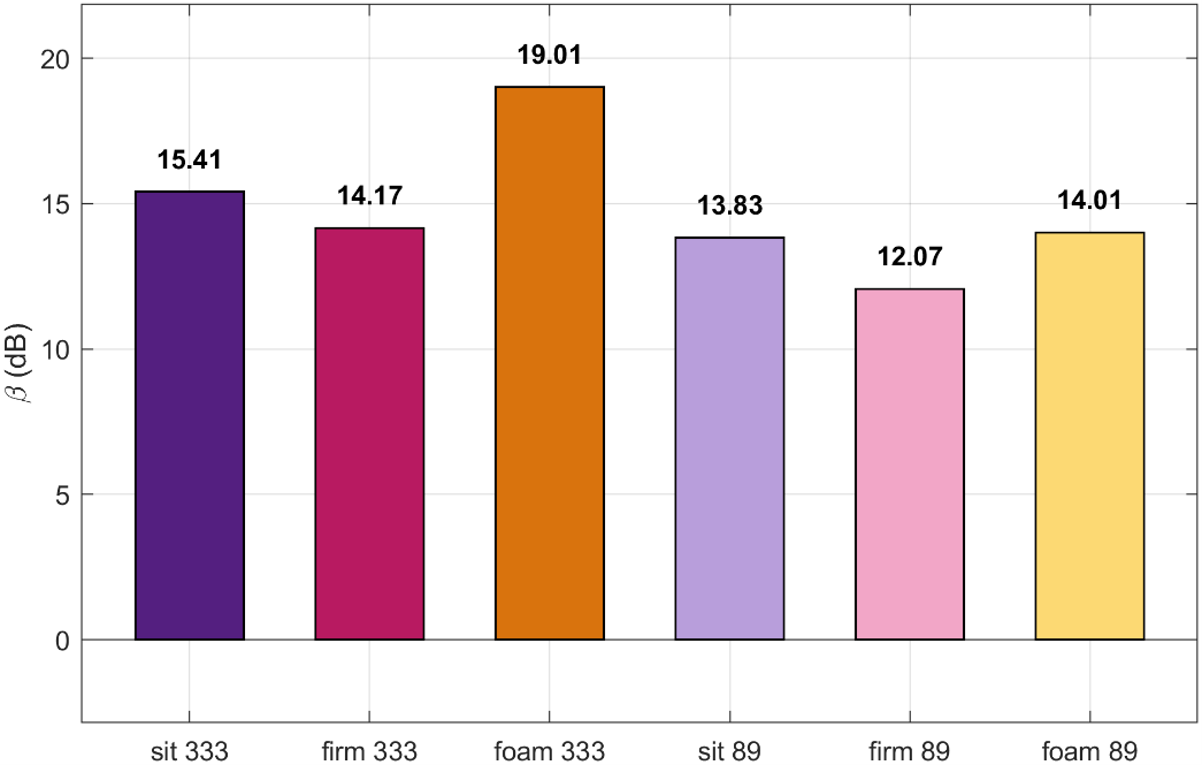 19.01
15.41
14.17
13.83
12.07
14.01
20
15
10
5
0
β (dB)
sit 333
firm 333
foam 333
sit 89
firm 89
foam 89